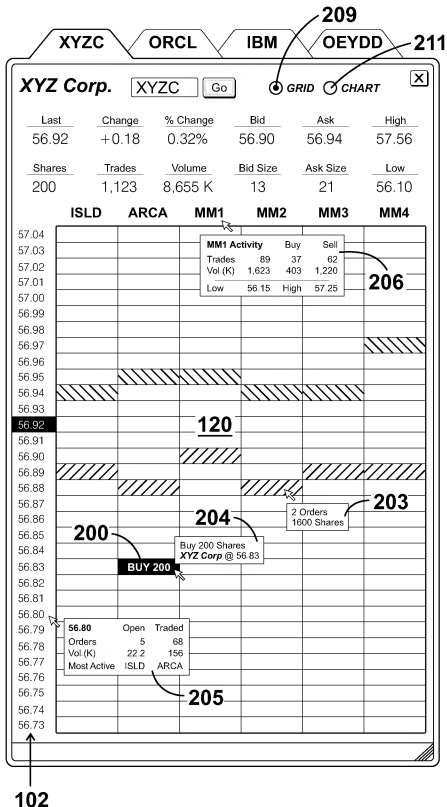 209
XYZC ORCL IBM OEYDD 211
XYZ Corp. XYZC Go GRID CHART X
Last Change % Change Bid Ask High
56.92 +0.18 0.32% 56.90 56.94 57.56
Shares Trades Volume Bid Size Ask Size Low
200 1,123 8,655 K 13 21 56.10
ISLD ARCA MM1 MM2 MM3 MM4
57.04
57.03
MM1 Activity Buy Sell
57.02
Trades 89 37 62
57.01
Vol.(K) 1,623 403 1,220
206
57.00
Low 56.15 High 57.25
56.99
56.98
56.97
56.96
56.95
56.94
56.93
56.92 120
56.91
56.90
56.89
56.88
56.87
2 Orders 203
56.86
1600 Shares
204
56.85
200
56.84
Buy 200 Shares
XYZ Corp @ 56.83
56.83 BUY 200
56.82
56.81
56.80
56.79
56.80 Open Traded
Orders 5 68
56.78
Vol.(K) 22.2 156
56.77
Most Active ISLD ARCA
56.76
56.75
205
56.74
56.73
102